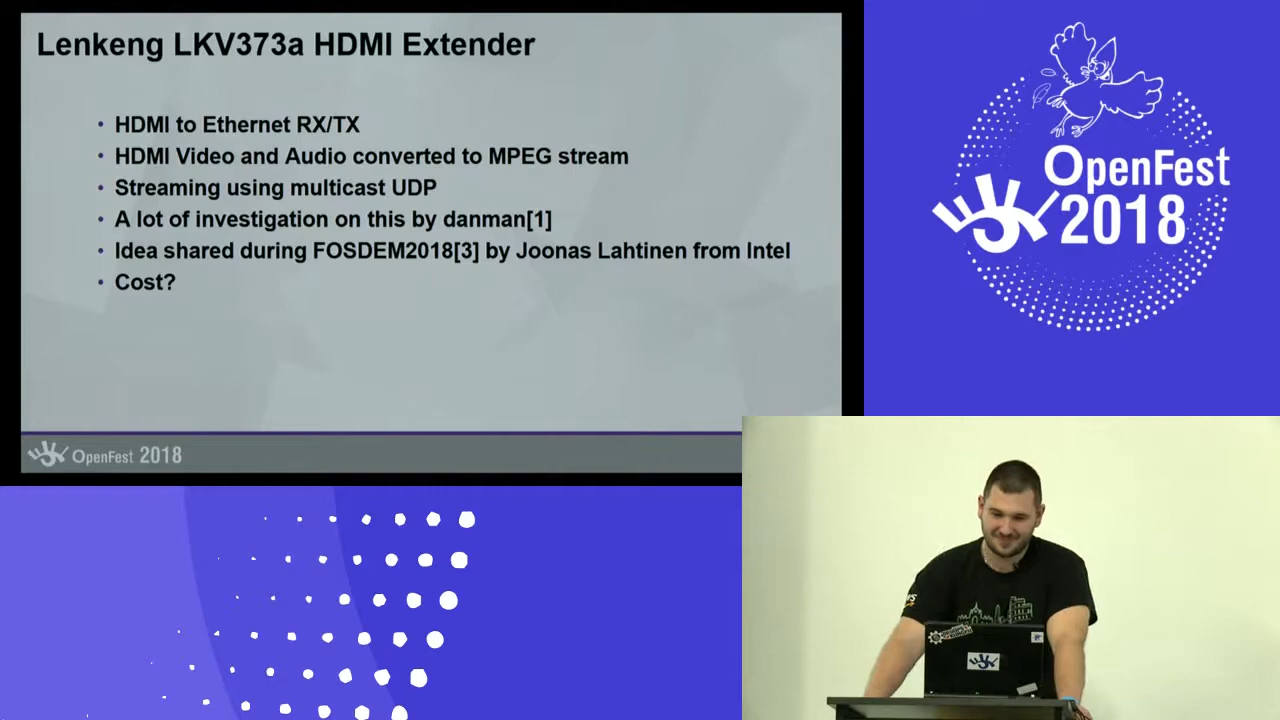 Lenkeng LKV373a HDMI Extender
• HDMI to Ethernet RX/TX
• HDMI Video and Audio converted to MPEG stream
• Streaming using multicast UDP
• A lot of investigation on this by danman[1]
• Idea shared during FOSDEM2018[3] by Joonas Lahtinen from Intel
• Cost?
OpenFest 2018
OpenFest
2018